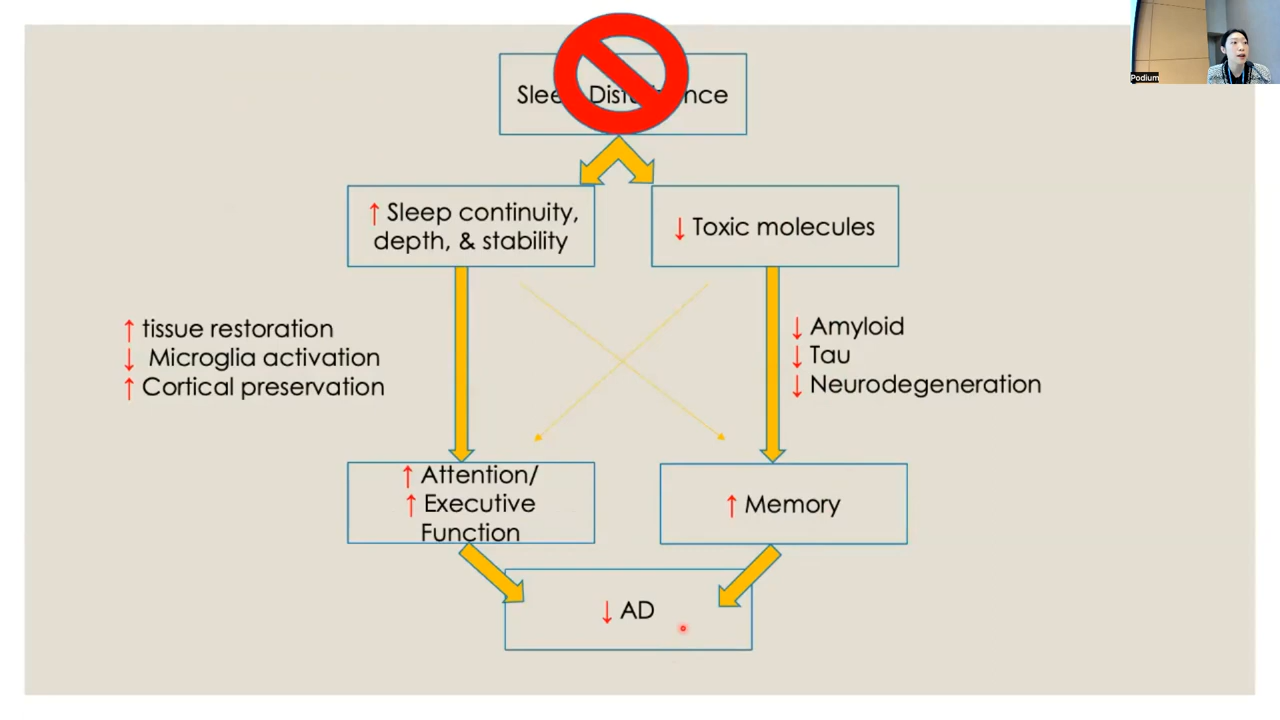 Podium
Sleep Disturbance
↑ Sleep continuity,
depth, & stability
↓ Toxic molecules
↑ tissue restoration
↓ Microglia activation
↑ Cortical preservation
↓ Amyloid
↓ Tau
↓ Neurodegeneration
↑ Attention/
↑ Executive
Function
↑ Memory
↓ AD